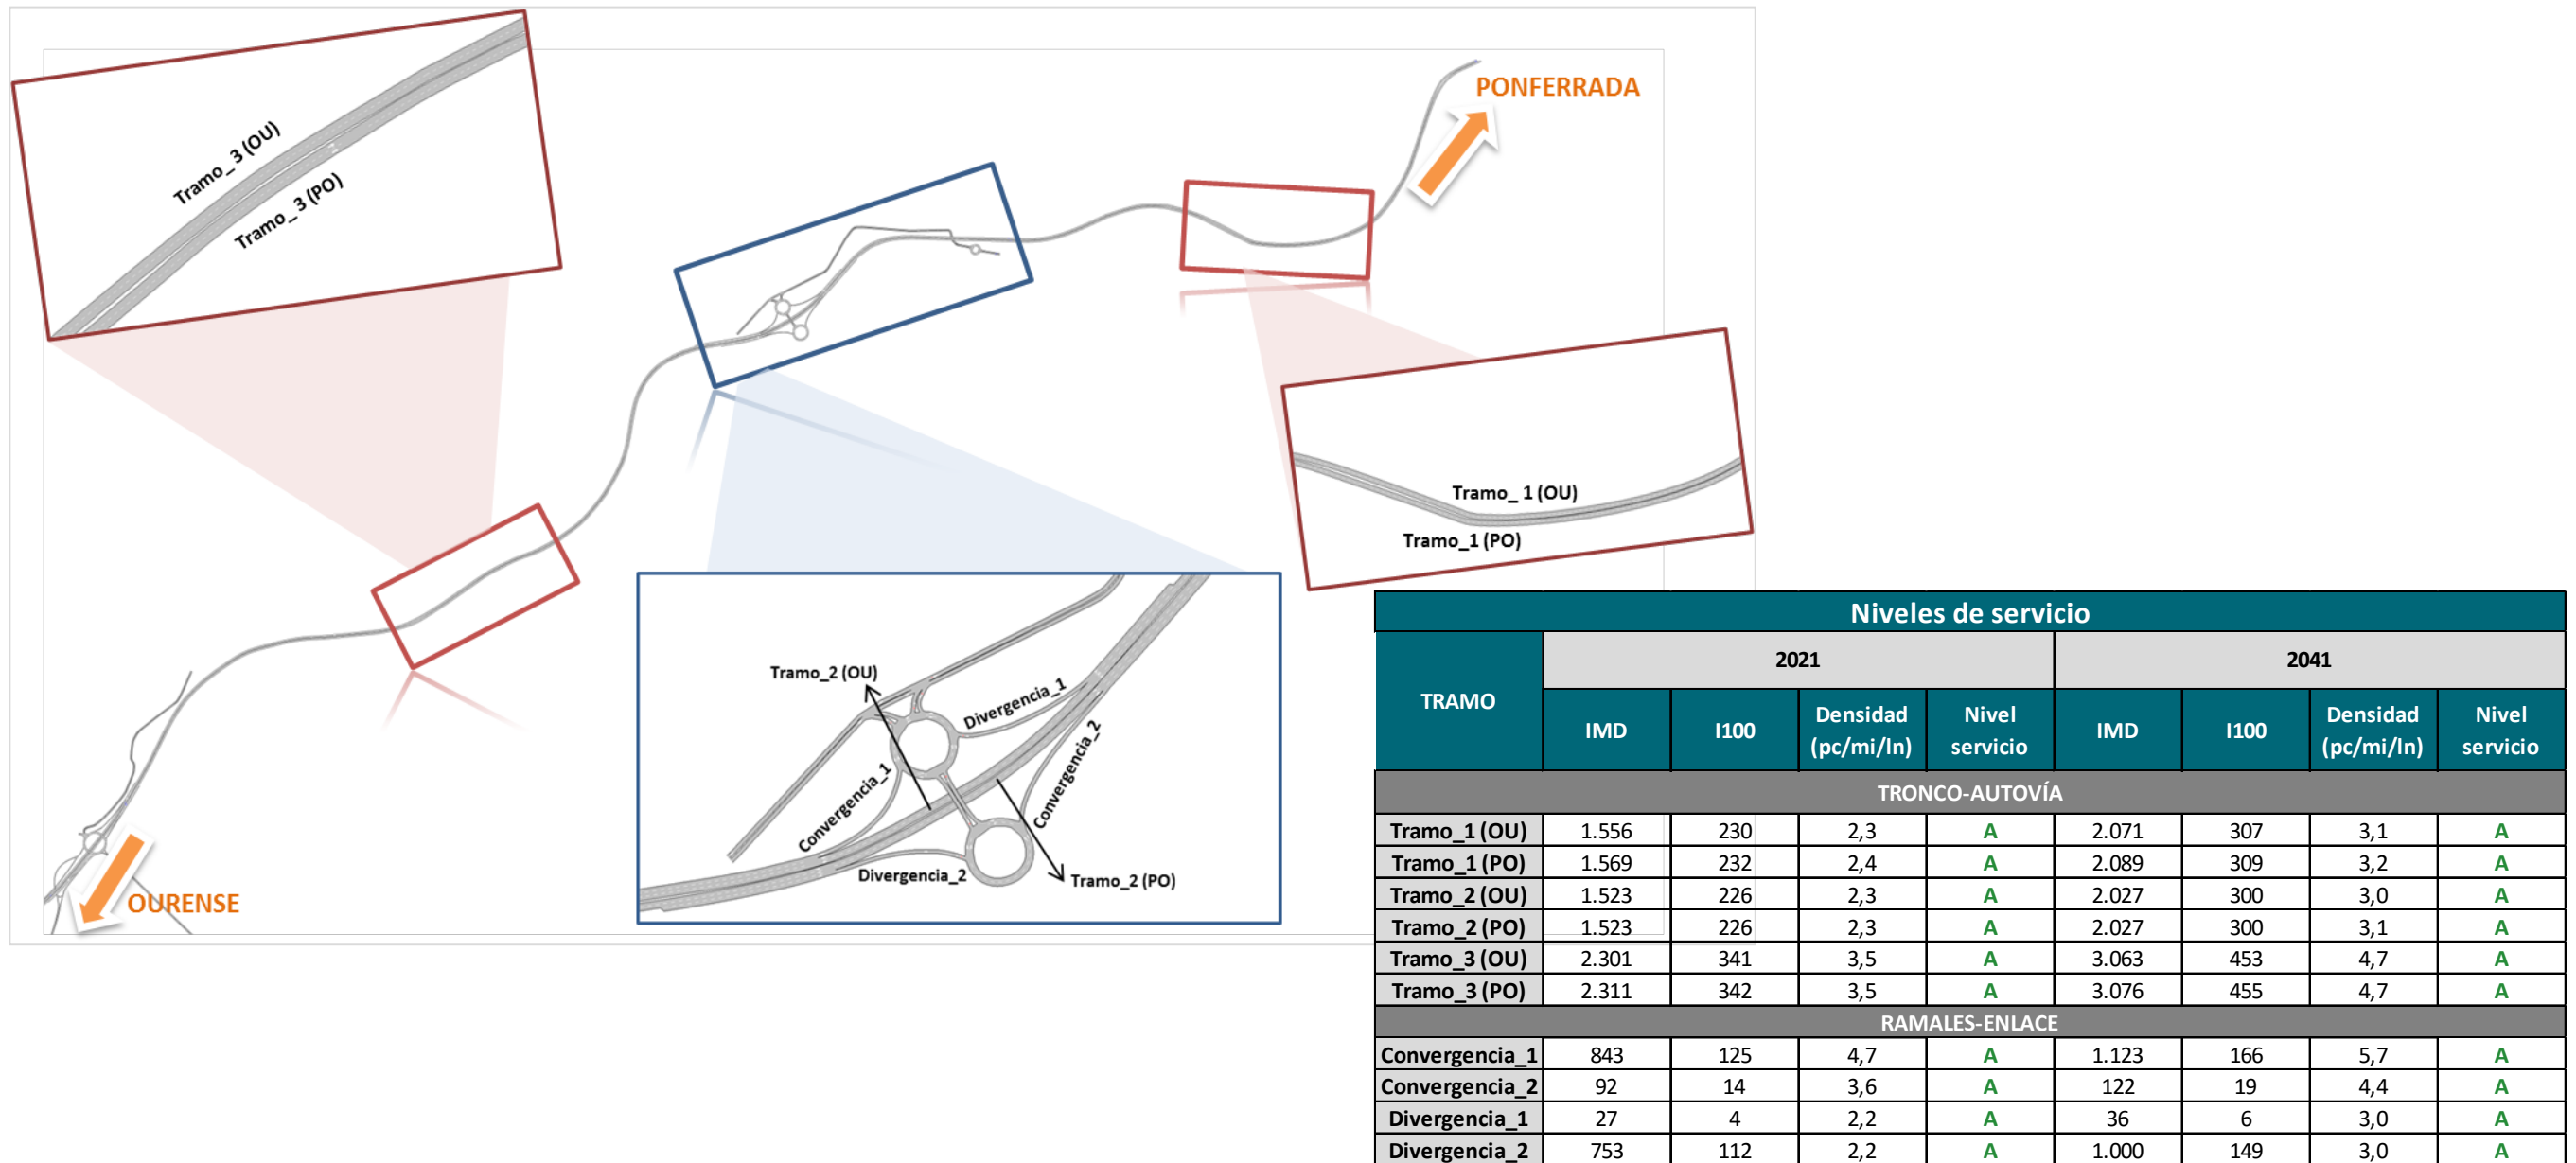 PONFERRADA
Tramo_3 (OU)
Tramo_3 (PO)
Tramo_1 (OU)
Tramo_1 (PO)
Tramo_2 (OU)
Divergencia_1
Convergencia_2
Convergencia_1
Divergencia_2
Tramo_2 (PO)
OURENSE
Niveles de servicio
TRAMO 2021 2041
IMD I100 Densidad (pc/mi/ln) Nivel servicio IMD I100 Densidad (pc/mi/ln) Nivel servicio
TRONCO-AUTOVÍA
Tramo_1 (OU) 1.556 230 2,3 A 2.071 307 3,1 A
Tramo_1 (PO) 1.569 232 2,4 A 2.089 309 3,2 A
Tramo_2 (OU) 1.523 226 2,3 A 2.027 300 3,0 A
Tramo_2 (PO) 1.523 226 2,3 A 2.027 300 3,1 A
Tramo_3 (OU) 2.301 341 3,5 A 3.063 453 4,7 A
Tramo_3 (PO) 2.311 342 3,5 A 3.076 455 4,7 A
RAMALES-ENLACE
Convergencia_1 843 125 4,7 A 1.123 166 5,7 A
Convergencia_2 92 14 3,6 A 122 19 4,4 A
Divergencia_1 27 4 2,2 A 36 6 3,0 A
Divergencia_2 753 112 2,2 A 1.000 149 3,0 A